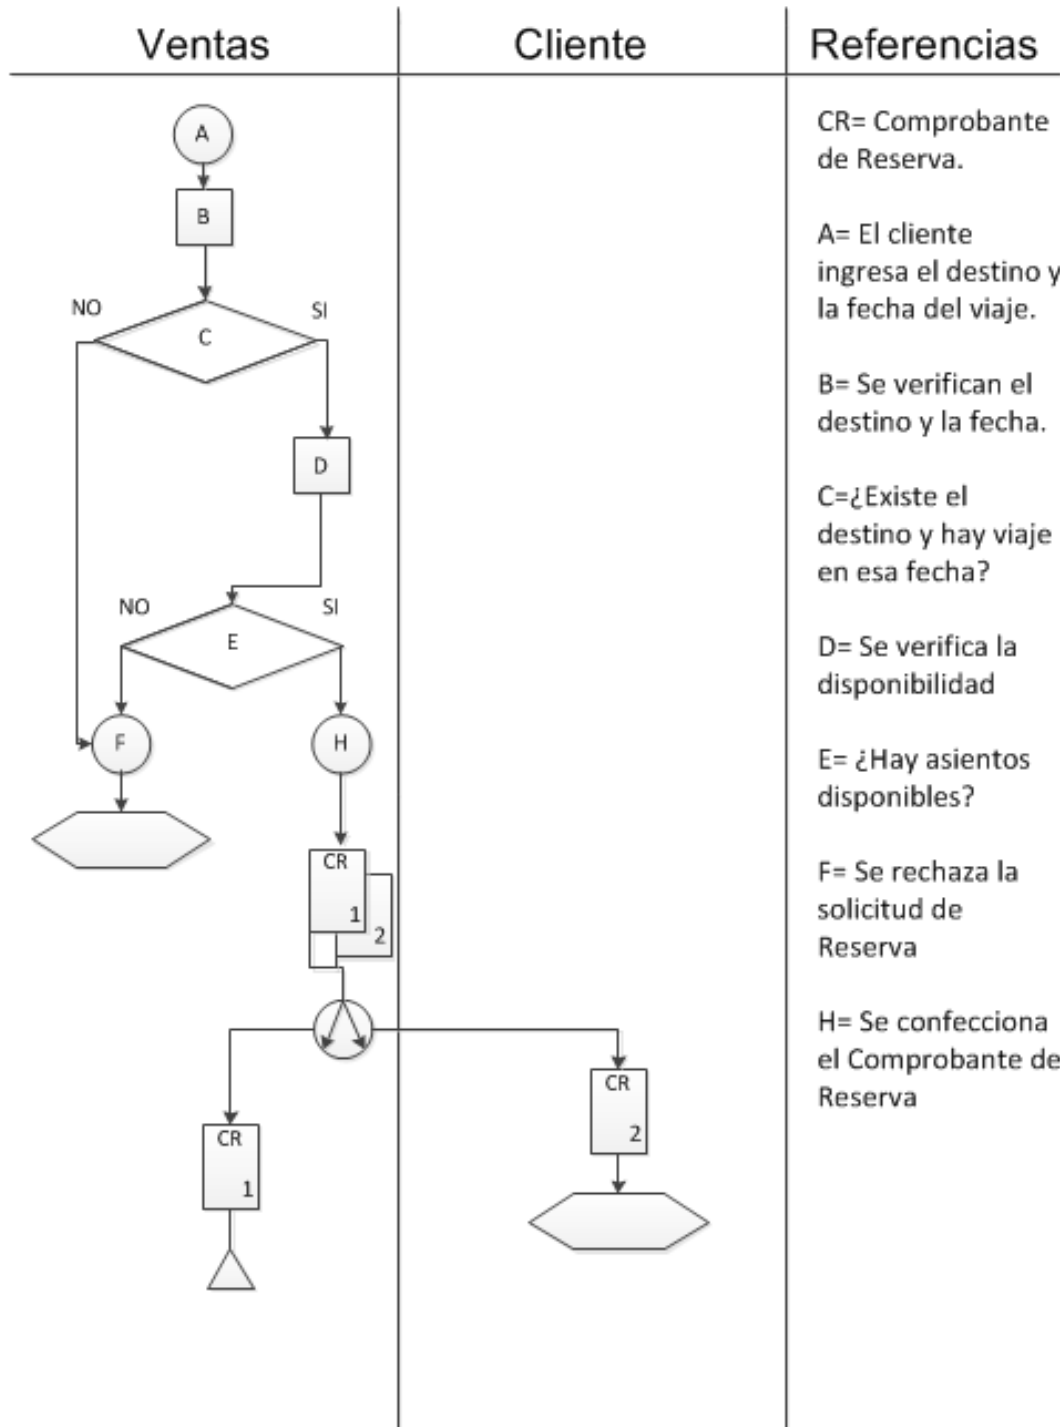 Ventas
Cliente
Referencias
A
B
NO
SI
C
D
NO
SI
E
F
H
CR
1
2
CR
1
CR
2
CR= Comprobante
de Reserva.
A= El cliente
ingresa el destino y
la fecha del viaje.
B= Se verifican el
destino y la fecha.
C=¿Existe el
destino y hay viaje
en esa fecha?
D= Se verifica la
disponibilidad
E= ¿Hay asientos
disponibles?
F= Se rechaza la
solicitud de
Reserva
H= Se confecciona
el Comprobante de
Reserva